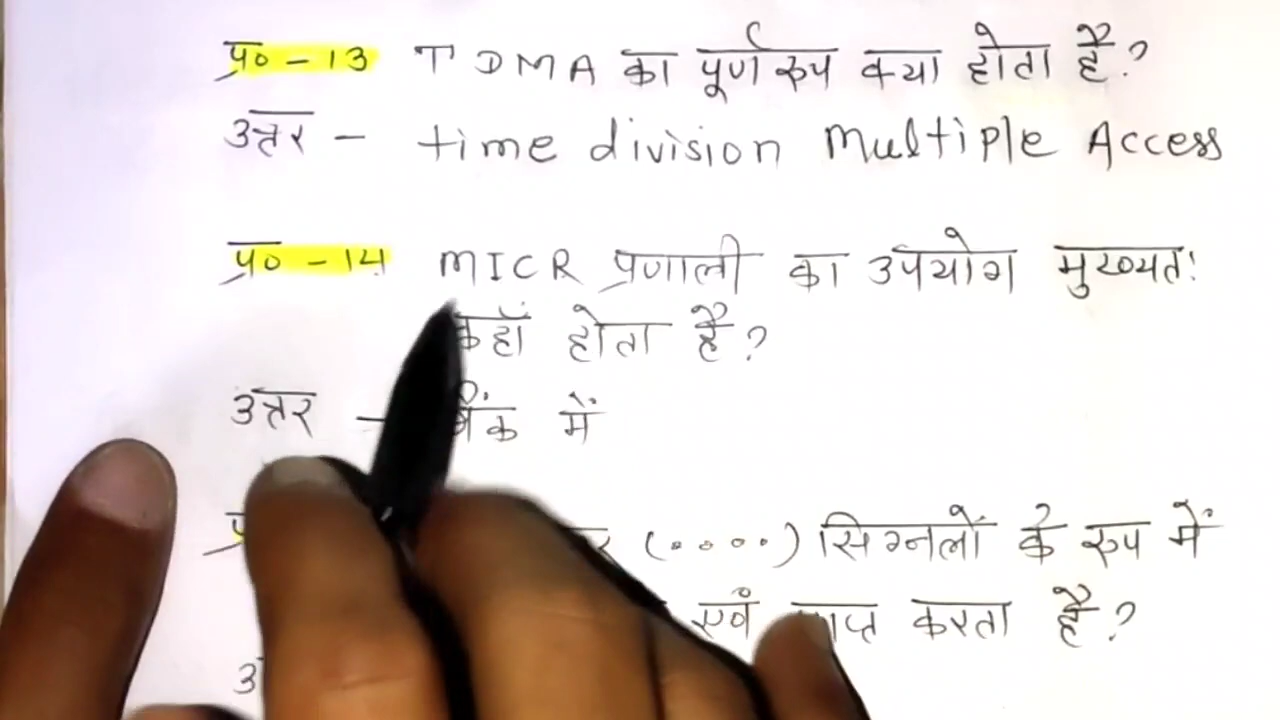 प्र० - 13 TDMA का पूर्ण रुप क्या होता है?
उत्तर - time division Multiple Access
प्र० - 14 MICR प्रणाली का उपयोग मुख्यतः
कहाँ होता है?
उत्तर - बैंक में
(....) सिग्नलों के रुप में
एवं करता है?